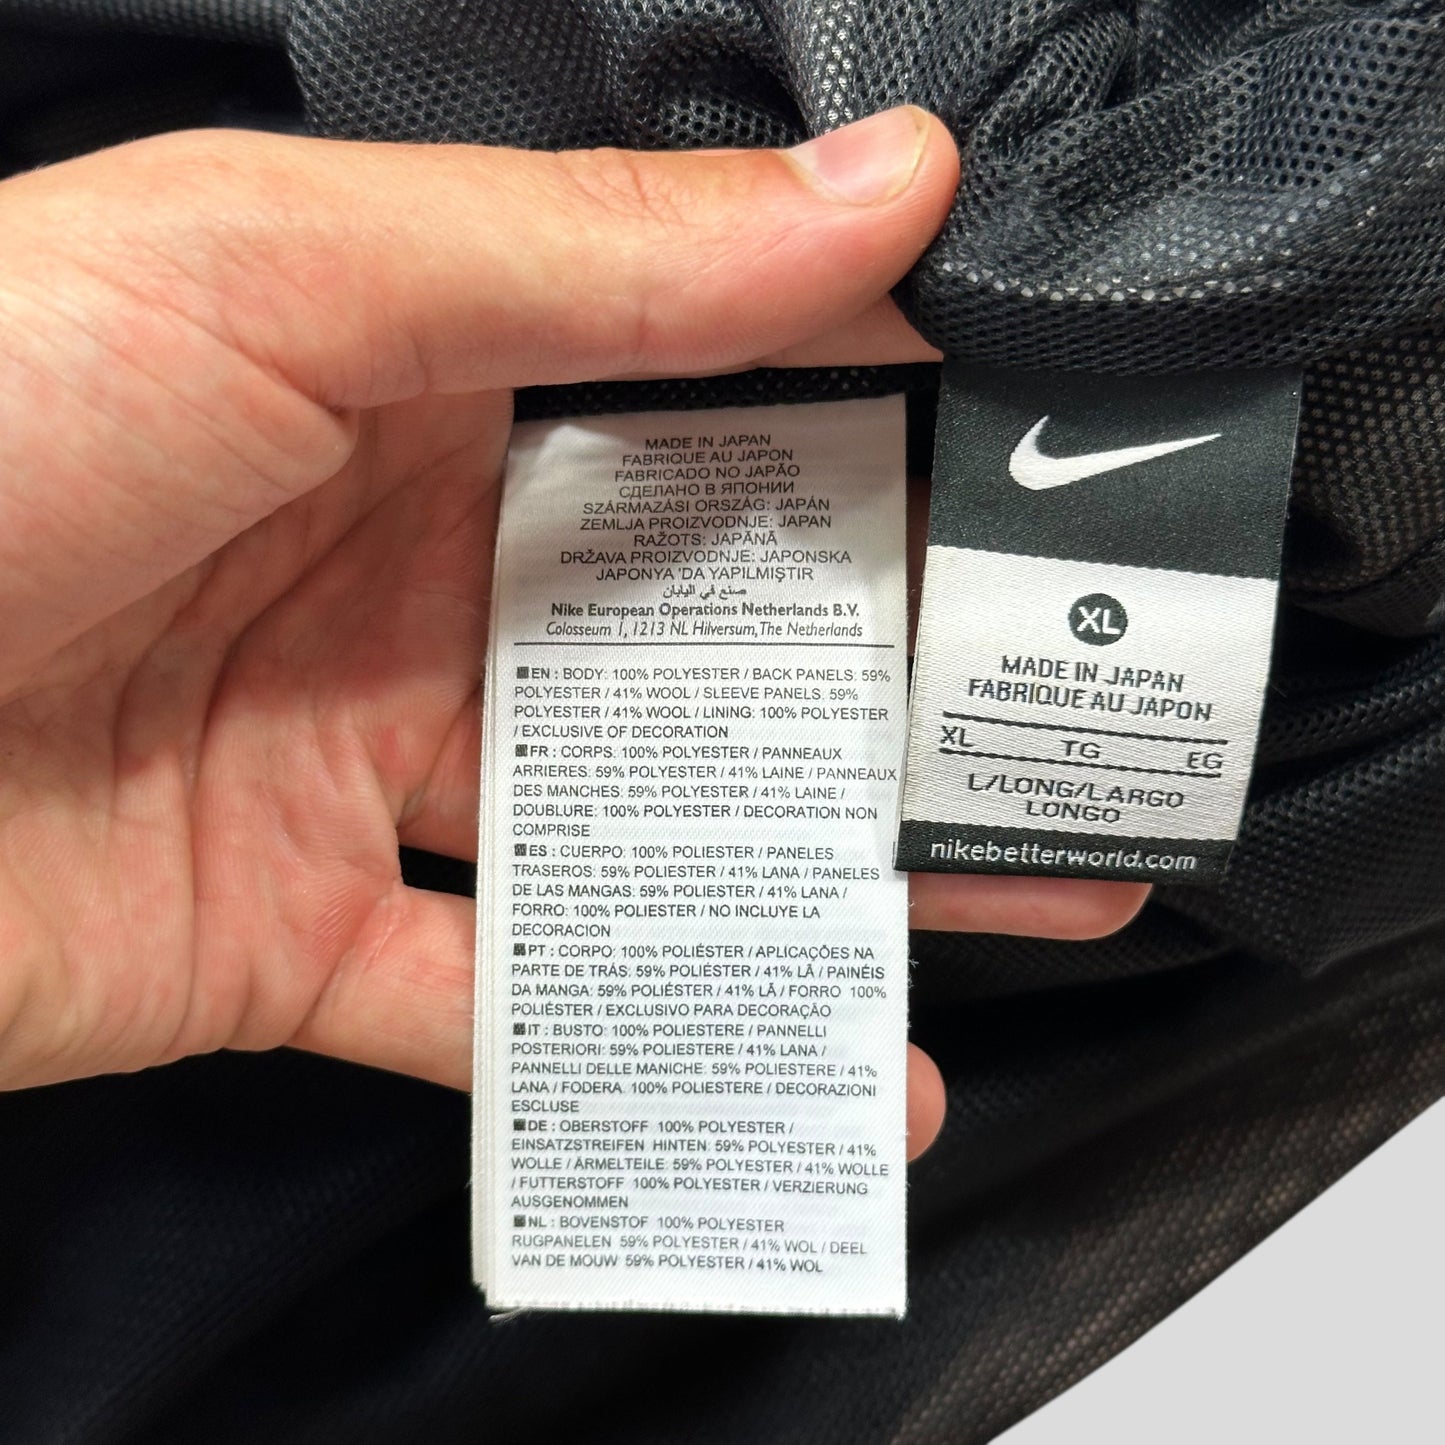 MADE IN JAPAN
FABRIQUE AU JAPON
FABRICADO NO JAPÃO
СДЕЛАНО В ЯПОНИИ
SZÁRMAZÁSI ORSZÁG: JAPÁN
ZEMLJA PROIZVODNJE: JAPAN
RAŽOTS: JAPĀNĀ
DRŽAVA PROIZVODNJE: JAPONSKA
JAPONYA 'DA YAPILMIŞTIR
صنع في اليابان
Nike European Operations Netherlands B.V.
Colosseum 1, 1213 NL Hilversum, The Netherlands
EN : BODY: 100% POLYESTER / BACK PANELS: 59%
POLYESTER / 41% WOOL / SLEEVE PANELS: 59%
POLYESTER / 41% WOOL / LINING: 100% POLYESTER
/ EXCLUSIVE OF DECORATION
FR : CORPS: 100% POLYESTER / PANNEAUX
ARRIERES: 59% POLYESTER / 41% LAINE / PANNEAUX
DES MANCHES: 59% POLYESTER / 41% LAINE /
DOUBLURE: 100% POLYESTER / DECORATION NON
COMPRISE
ES : CUERPO: 100% POLIESTER / PANELES
TRASEROS: 59% POLIESTER / 41% LANA / PANELES
DE LAS MANGAS: 59% POLIESTER / 41% LANA /
FORRO: 100% POLIESTER / NO INCLUYE LA
DECORACION
PT : CORPO: 100% POLIÉSTER / APLICAÇÕES NA
PARTE DE TRÁS: 59% POLIÉSTER / 41% LÃ / PAINÉIS
DA MANGA: 59% POLIÉSTER / 41% LÃ / FORRO 100%
POLIÉSTER / EXCLUSIVO PARA DECORAÇÃO
IT : BUSTO: 100% POLIESTERE / PANNELLI
POSTERIORI: 59% POLIESTERE / 41% LANA /
PANNELLI DELLE MANICHE: 59% POLIESTERE / 41%
LANA / FODERA. 100% POLIESTERE / DECORAZIONI
ESCLUSE
DE : OBERSTOFF 100% POLYESTER /
EINSATZSTREIFEN HINTEN: 59% POLYESTER / 41%
WOLLE / ÄRMELTEILE: 59% POLYESTER / 41% WOLLE
/ FUTTERSTOFF 100% POLYESTER / VERZIERUNG
AUSGENOMMEN
NL : BOVENSTOF 100% POLYESTER
RUGPANELEN 59% POLYESTER / 41% WOL / DEEL
VAN DE MOUW 59% POLYESTER / 41% WOL
XL
MADE IN JAPAN
FABRIQUE AU JAPON
XL TG EG
L/LONG/LARGO
LONGO
nikebetterworld.com